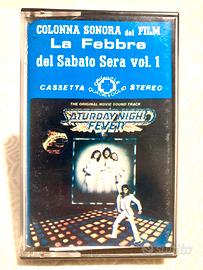 COLONNA SONORA del FILM
La Febbre
del Sabato Sera vol. 1
CASSETTA STEREO
THE ORIGINAL MOVIE SOUND TRACK
SATURDAY NIGHT
FEVER